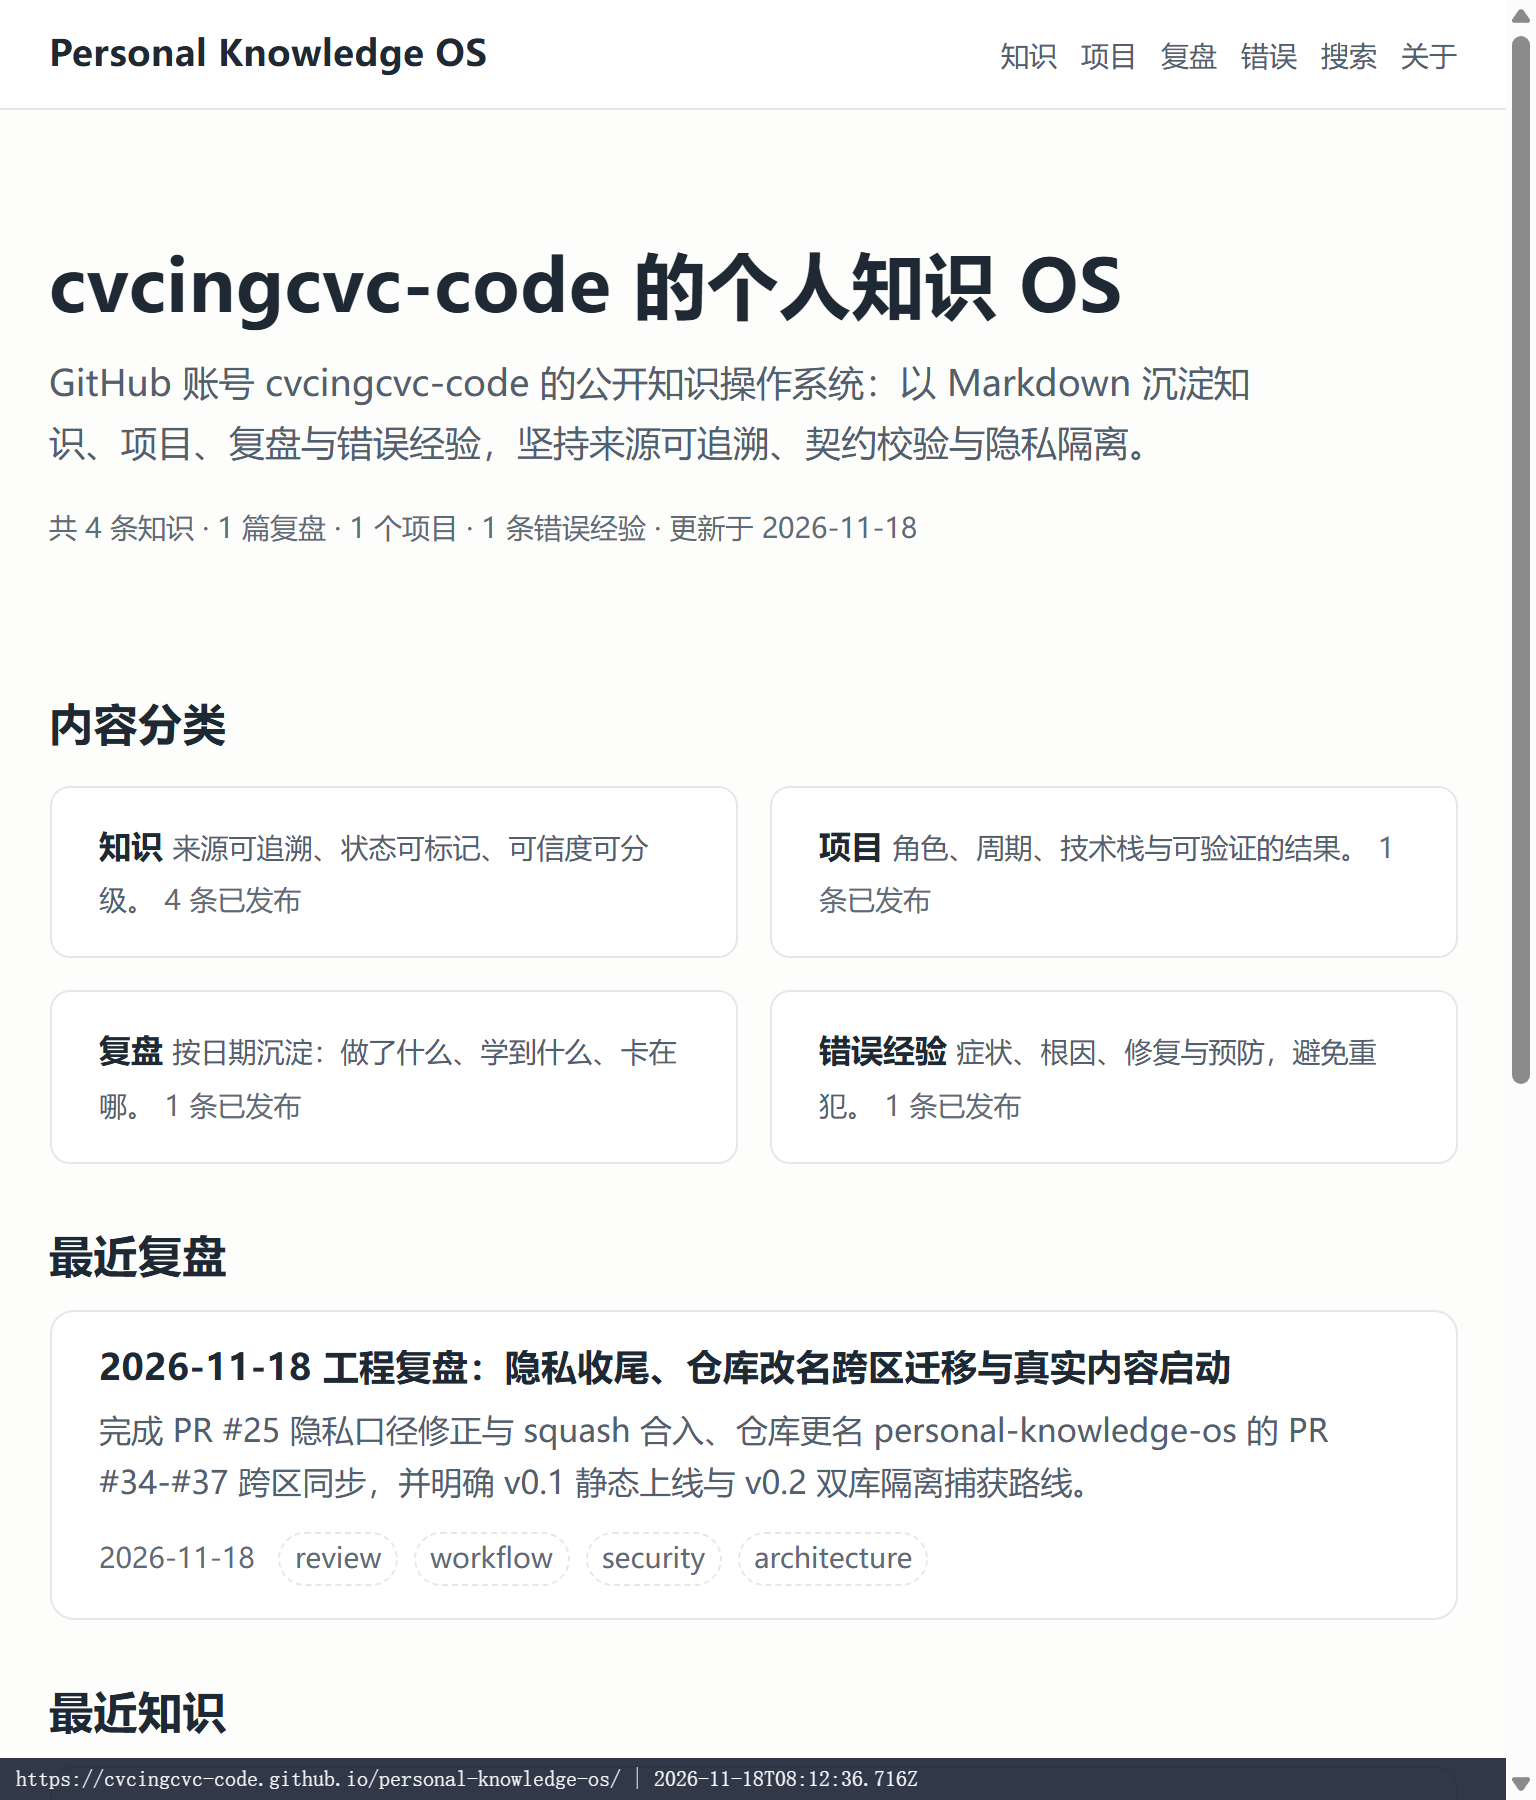 Personal Knowledge OS
知识 项目 复盘 错误 搜索 关于
cvcingcvc-code 的个人知识 OS
GitHub 账号 cvcingcvc-code 的公开知识操作系统：以 Markdown 沉淀知
识、项目、复盘与错误经验，坚持来源可追溯、契约校验与隐私隔离。
共 4 条知识 · 1 篇复盘 · 1 个项目 · 1 条错误经验 · 更新于 2026-11-18
内容分类
知识 来源可追溯、状态可标记、可信度可分
级。 4 条已发布
项目 角色、周期、技术栈与可验证的结果。 1
条已发布
复盘 按日期沉淀：做了什么、学到什么、卡在
哪。 1 条已发布
错误经验 症状、根因、修复与预防，避免重
犯。 1 条已发布
最近复盘
2026-11-18 工程复盘：隐私收尾、仓库改名跨区迁移与真实内容启动
完成 PR #25 隐私口径修正与 squash 合入、仓库更名 personal-knowledge-os 的 PR
#34-#37 跨区同步，并明确 v0.1 静态上线与 v0.2 双库隔离捕获路线。
2026-11-18 review workflow security architecture
最近知识
https://cvcingcvc-code.github.io/personal-knowledge-os/ | 2026-11-18T08:12:36.716Z